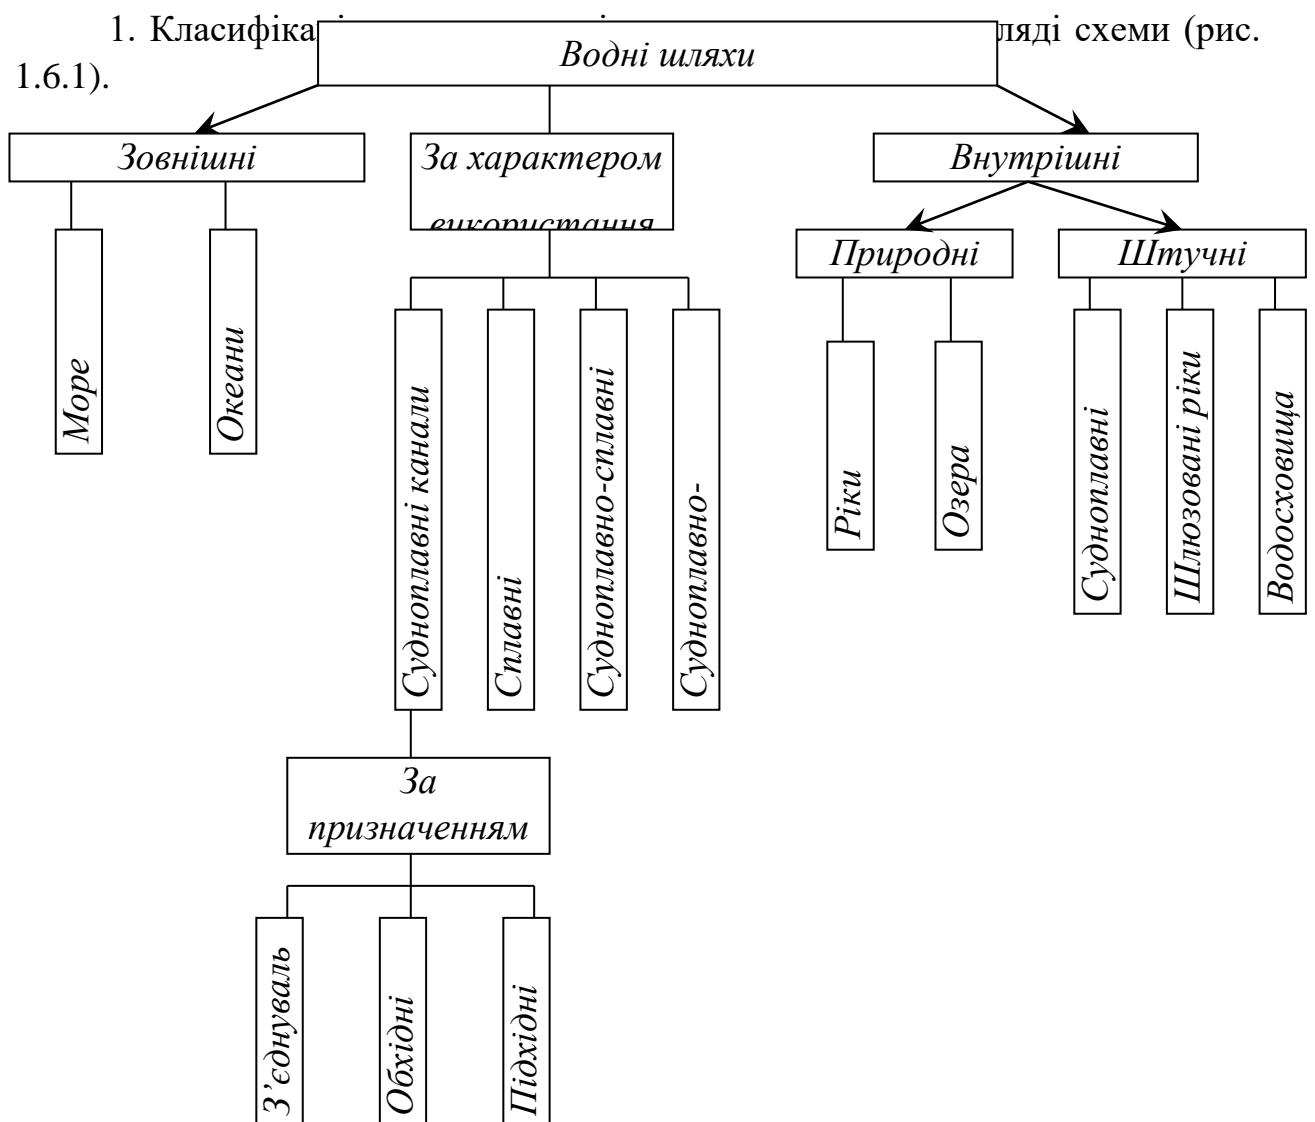 1. Класифіка
ляді схеми (рис.
1.6.1).
Водні шляхи
Зовнішні
За характером
використання
Внутрішні
Природні
Штучні
Море
Океани
Судноплавні канали
Сплавні
Судноплавно-сплавні
Судноплавно-
Ріки
Озера
Судноплавні
Шлюзовані ріки
Водосховища
За
призначенням
З’єднуваль
Обхідні
Підхідні